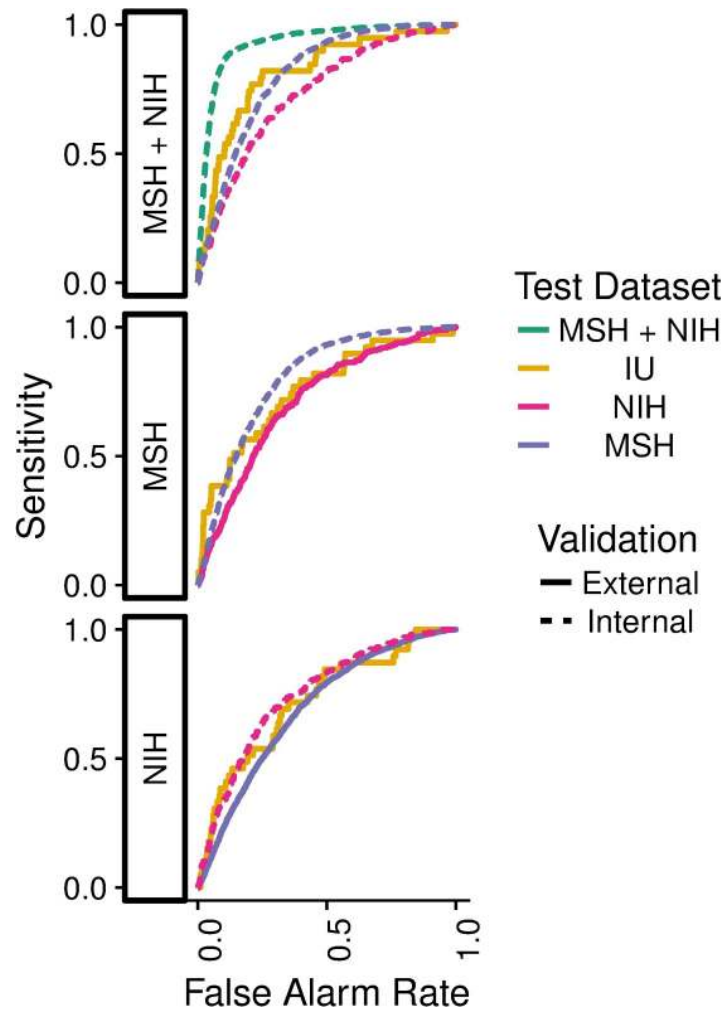 1.0
0.5
0.0
MSH + NIH
1.0
0.5
0.0
MSH
1.0
0.5
0.0
NIH
Sensitivity
0.0
0.5
1.0
False Alarm Rate
Test Dataset
MSH + NIH
IU
NIH
MSH
Validation
External
Internal